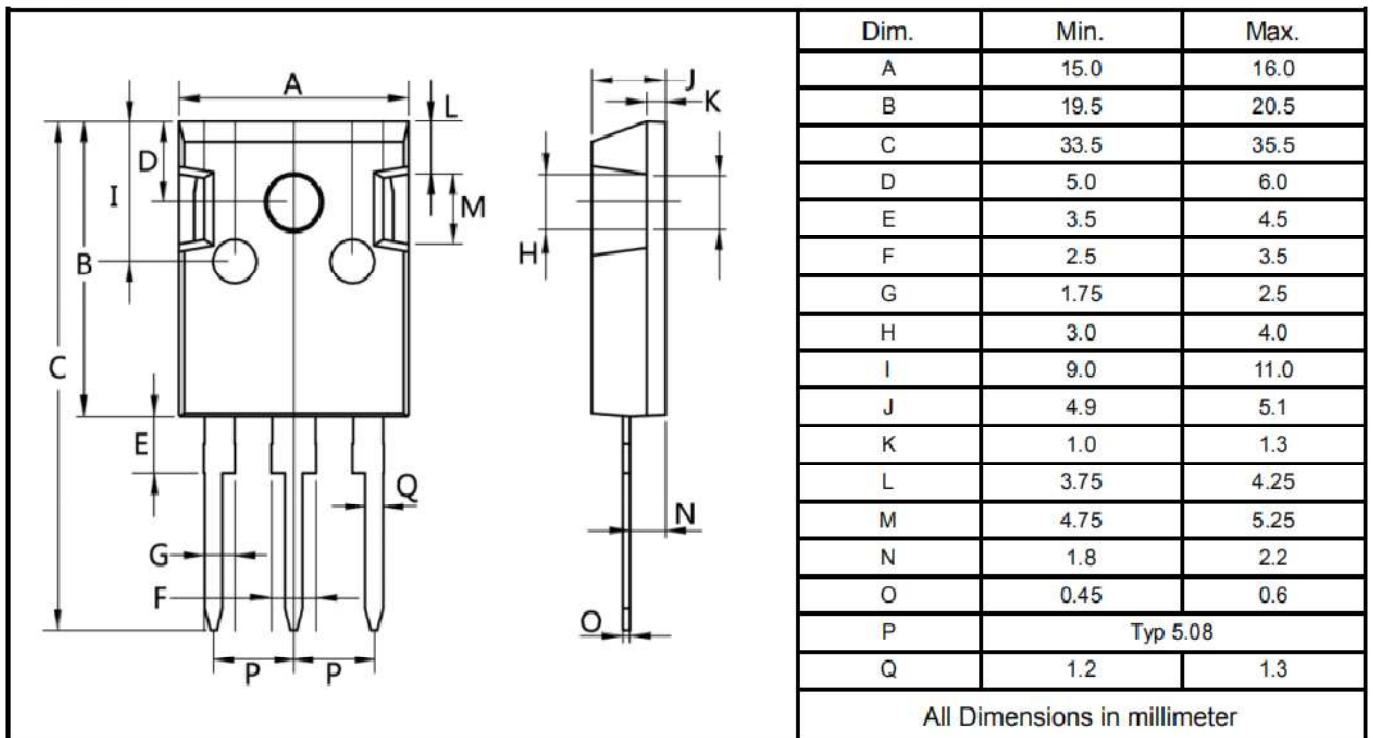 A
L
D
I
M
B
C
E
Q
G
F
P P
J
K
H
N
O
Dim. Min. Max.
A 15.0 16.0
B 19.5 20.5
C 33.5 35.5
D 5.0 6.0
E 3.5 4.5
F 2.5 3.5
G 1.75 2.5
H 3.0 4.0
I 9.0 11.0
J 4.9 5.1
K 1.0 1.3
L 3.75 4.25
M 4.75 5.25
N 1.8 2.2
O 0.45 0.6
P Typ 5.08
Q 1.2 1.3
All Dimensions in millimeter